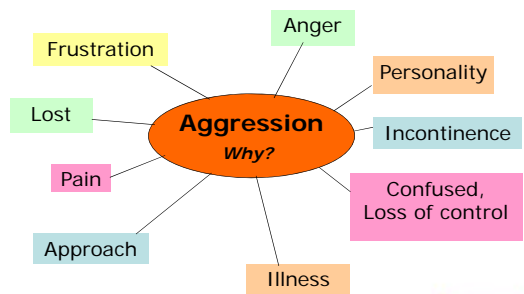 Anger
Frustration
Personality
Lost
Aggression
Why?
Incontinence
Pain
Confused,
Loss of control
Approach
Illness